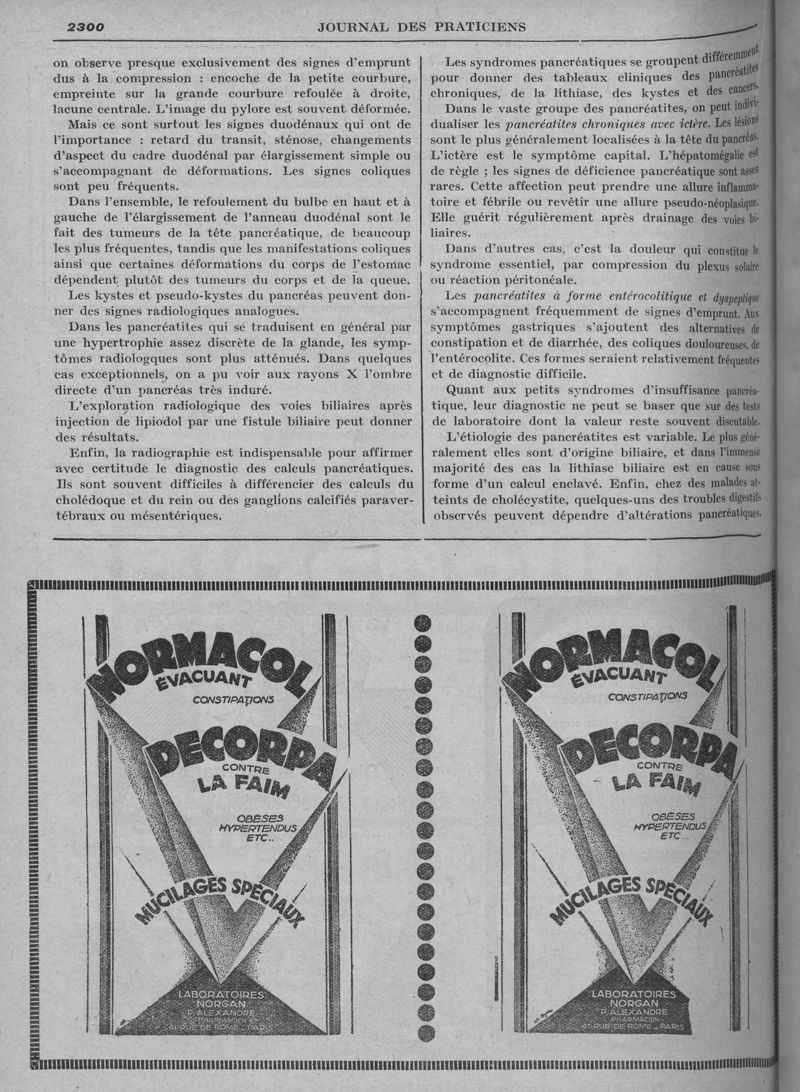 2300
JOURNAL DES PRATICIENS
on observe presque exclusivement des signes d'emprunt
dus à la compression : encoche de la petite courbure,
empreinte sur la grande courbure refoulée à droite,
lacune centrale. L'image du pylore est souvent déformée.
Mais ce sont surtout les signes duodénaux qui ont de
l'importance : retard du transit, sténose, changements
d'aspect du cadre duodénal par élargissement simple ou
s'accompagnant de déformations. Les signes coliques
sont peu fréquents.
Dans l'ensemble, le refoulement du bulbe en haut et à
gauche de l'élargissement de l'anneau duodénal sont le
fait des tumeurs de la tête pancréatique, de beaucoup
les plus fréquentes, tandis que les manifestations coliques
ainsi que certaines déformations du corps de l'estomac
dépendent plutôt des tumeurs du corps et de la queue.
Les kystes et pseudo-kystes du pancréas peuvent don-
ner des signes radiologiques analogues.
Dans les pancréatites qui se traduisent en général par
une hypertrophie assez discrète de la glande, les symp-
tômes radiologques sont plus atténués. Dans quelques
cas exceptionnels, on a pu voir aux rayons X l'ombre
directe d'un pancréas très induré.
L'exploration radiologique des voies biliaires après
injection de lipiodol par une fistule biliaire peut donner
des résultats.
Enfin, la radiographie est indispensable pour affirmer
avec certitude le diagnostic des calculs pancréatiques.
Ils sont souvent difficiles à différencier des calculs du
cholédoque et du rein ou des ganglions calcifiés paraver-
tébraux ou mésentériques.
Les syndromes pancréatiques se groupent différemment
pour donner des tableaux cliniques des pancréatites
chroniques, de la lithiase, des kystes et des cancers.
Dans le vaste groupe des pancréatites, on peut indivi-
dualiser les pancréatites chroniques avec ictère. Les lésions
sont le plus généralement localisées à la tête du pancréas.
L'ictère est le symptôme capital. L'hépatomégalie est
de règle ; les signes de déficience pancréatique sont assez
rares. Cette affection peut prendre une allure inflamma-
toire et fébrile ou revêtir une allure pseudo-néoplasique.
Elle guérit régulièrement après drainage des voies bi-
liaires.
Dans d'autres cas, c'est la douleur qui constitue le
syndrome essentiel, par compression du plexus solaire
ou réaction péritonéale.
Les pancréatites à forme entérocolitique et dyspeptique
s'accompagnent fréquemment de signes d'emprunt. Aux
symptômes gastriques s'ajoutent des alternatives de
constipation et de diarrhée, des coliques douloureuses, de
l'entérocolite. Ces formes seraient relativement fréquentes
et de diagnostic difficile.
Quant aux petits syndromes d'insuffisance pancréa-
tique, leur diagnostic ne peut se baser que sur des tests
de laboratoire dont la valeur reste souvent discutable.
L'étiologie des pancréatites est variable. Le plus géné-
ralement elles sont d'origine biliaire, et dans l'immense
majorité des cas la lithiase biliaire est en cause sous
forme d'un calcul enclavé. Enfin, chez des malades at-
teints de cholécystite, quelques-uns des troubles digestifs
observés peuvent dépendre d'altérations pancréatiques.
NORMACOL
ÉVACUANT
CONSTIPATIONS
DECORPA
CONTRE
LA FAIM
OBÈSES
HYPERTENDUS
ETC..
MUCILAGES SPÉCIAUX
LABORATOIRES
NORGAN
P. ALEXANDRE
PHARMACIEN
41 RUE DE ROME _ PARIS
NORMACOL
ÉVACUANT
CONSTIPATIONS
DECORPA
CONTRE
LA FAIM
OBÈSES
HYPERTENDUS
ETC...
MUCILAGES SPÉCIAUX
LABORATOIRES
NORGAN
P. ALEXANDRE
PHARMACIEN
41 RUE DE ROME _ PARIS